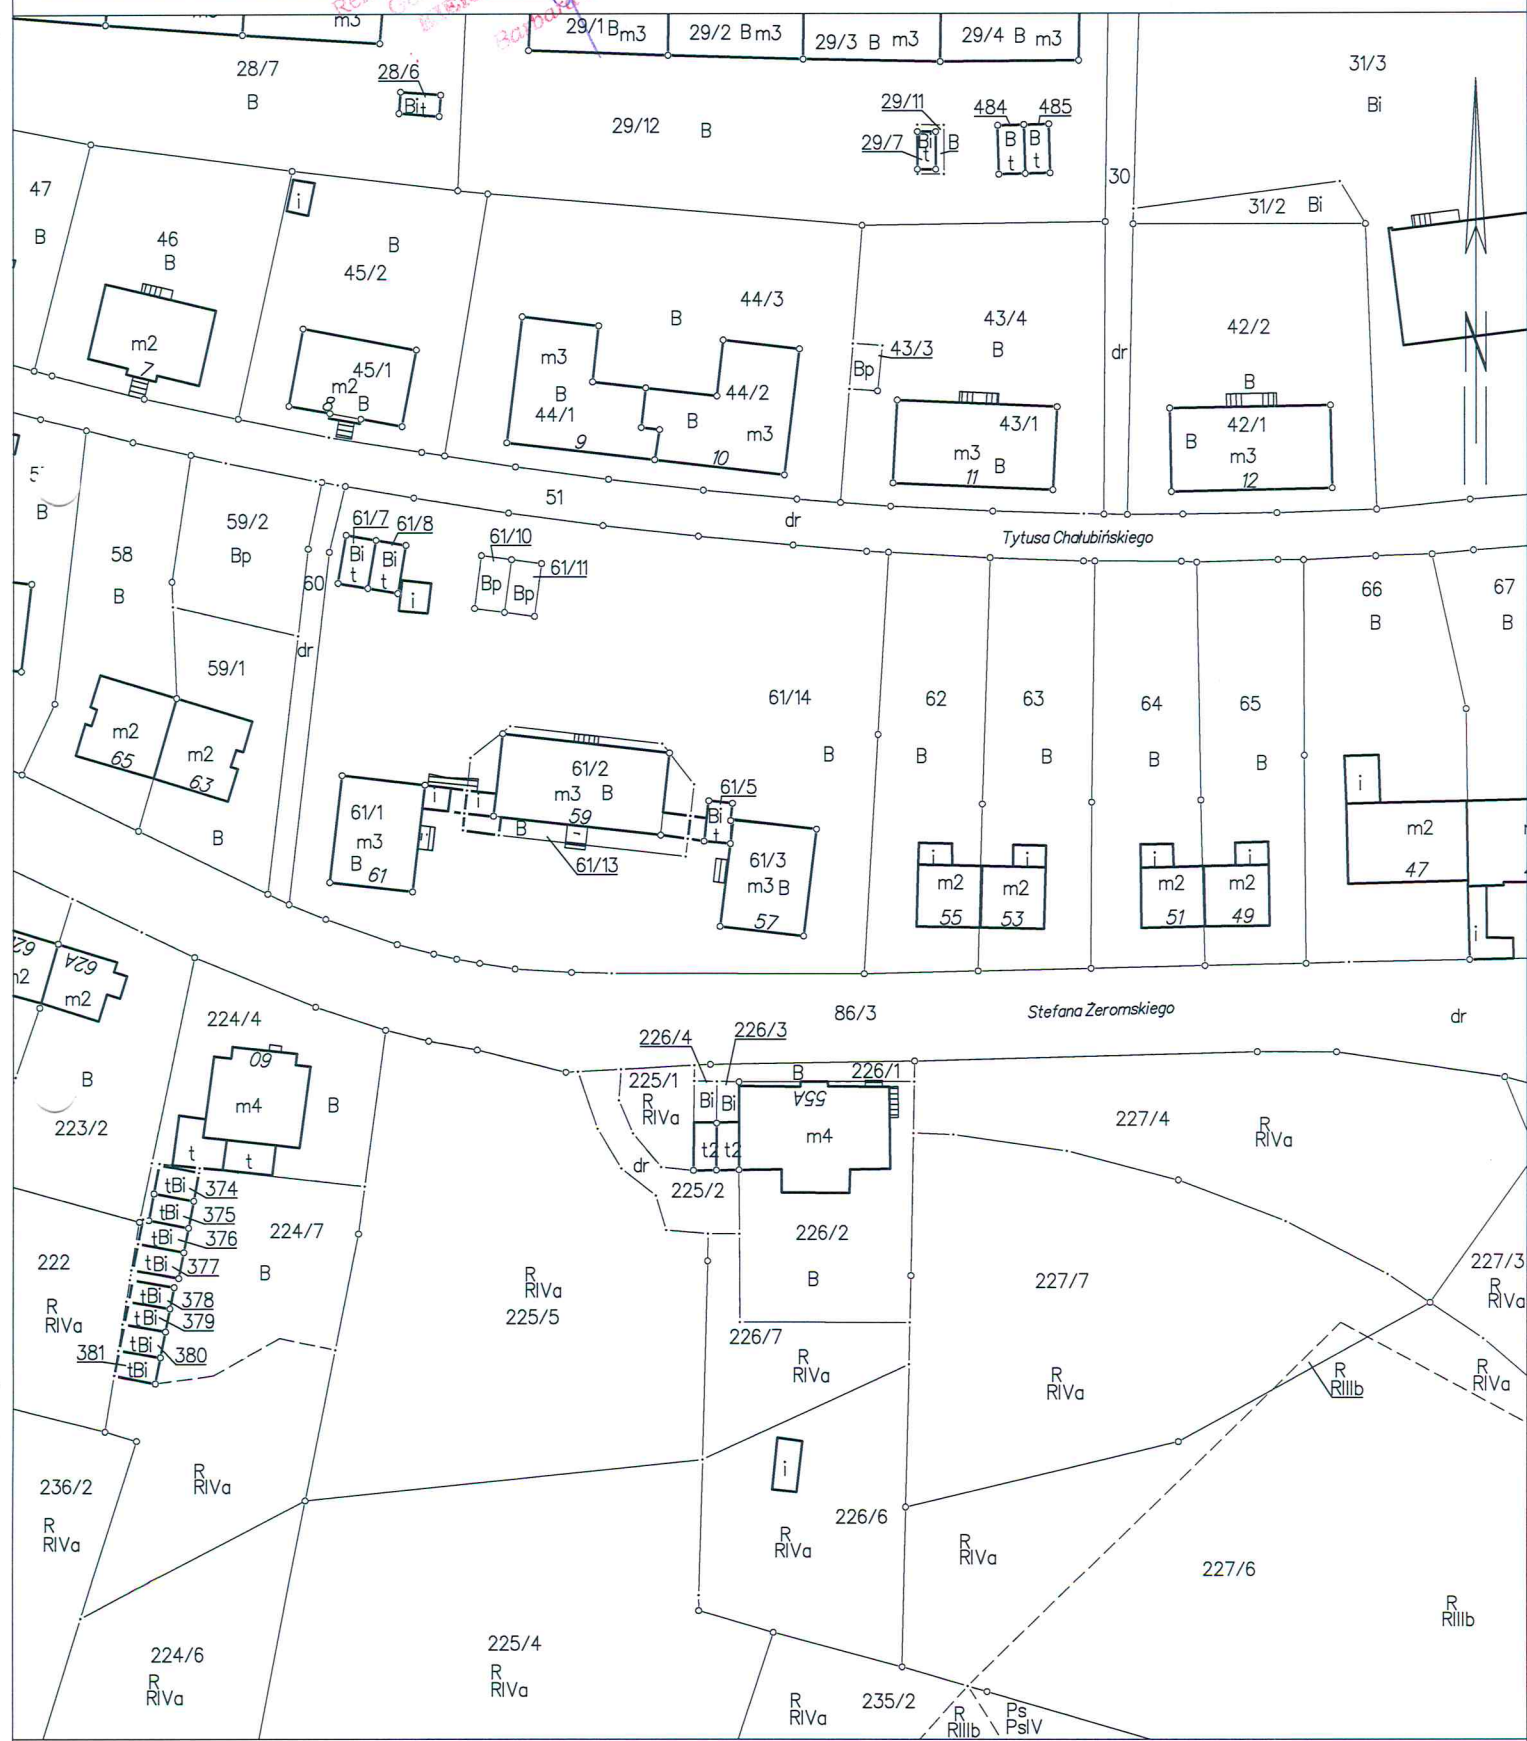 m3
29/1 B m3
29/2 B m3
29/3 B m3
29/4 B m3
28/7
B
28/6
Bit
29/12 B
29/11
29/7
Bi
t
B
484
485
B
t
B
t
31/3
Bi
30
31/2 Bi
47
B
46
B
m2
7
i
B
45/2
45/1
m2
8 B
44/3
B
m3
B
44/1
9
44/2
B
m3
10
43/4
B
43/3
Bp
43/1
m3 B
11
dr
42/2
B
B
42/1
m3
12
N
B
58
B
59/2
Bp
59/1
60
dr
61/7
61/8
Bi
t
Bi
t
i
51
dr
61/10
61/11
Bp
Bp
Tytusa Chałubińskiego
61/14
B
62
B
63
B
64
B
65
B
66
B
67
B
m2
65
m2
63
B
61/1
m3
B
61
i
i
61/2
m3 B
59
B
61/13
61/5
Bi
t
61/3
m3 B
57
i
m2
55
i
m2
53
i
m2
51
i
m2
49
i
m2
47
i
62A
m2
B
223/2
224/4
60
m4
B
t
t
86/3
Stefana Żeromskiego
dr
226/4
226/3
225/1
R
RIVa
Bi
Bi
t2
t2
B
226/1
55A
m4
dr
225/2
226/2
B
227/4
R
RIVa
tBi 374
tBi 375
tBi 376
tBi 377
tBi 378
tBi 379
tBi 380
381 tBi
224/7
B
222
R
RIVa
R
RIVa
225/5
226/7
R
RIVa
227/7
R
RIVa
227/3
R
RIVa
R
RIIIb
R
RIVa
236/2
R
RIVa
R
RIVa
i
226/6
R
RIVa
R
RIVa
227/6
R
RIIIb
224/6
R
RIVa
225/4
R
RIVa
R
RIVa
235/2
R
RIIIb
Ps
PsIV